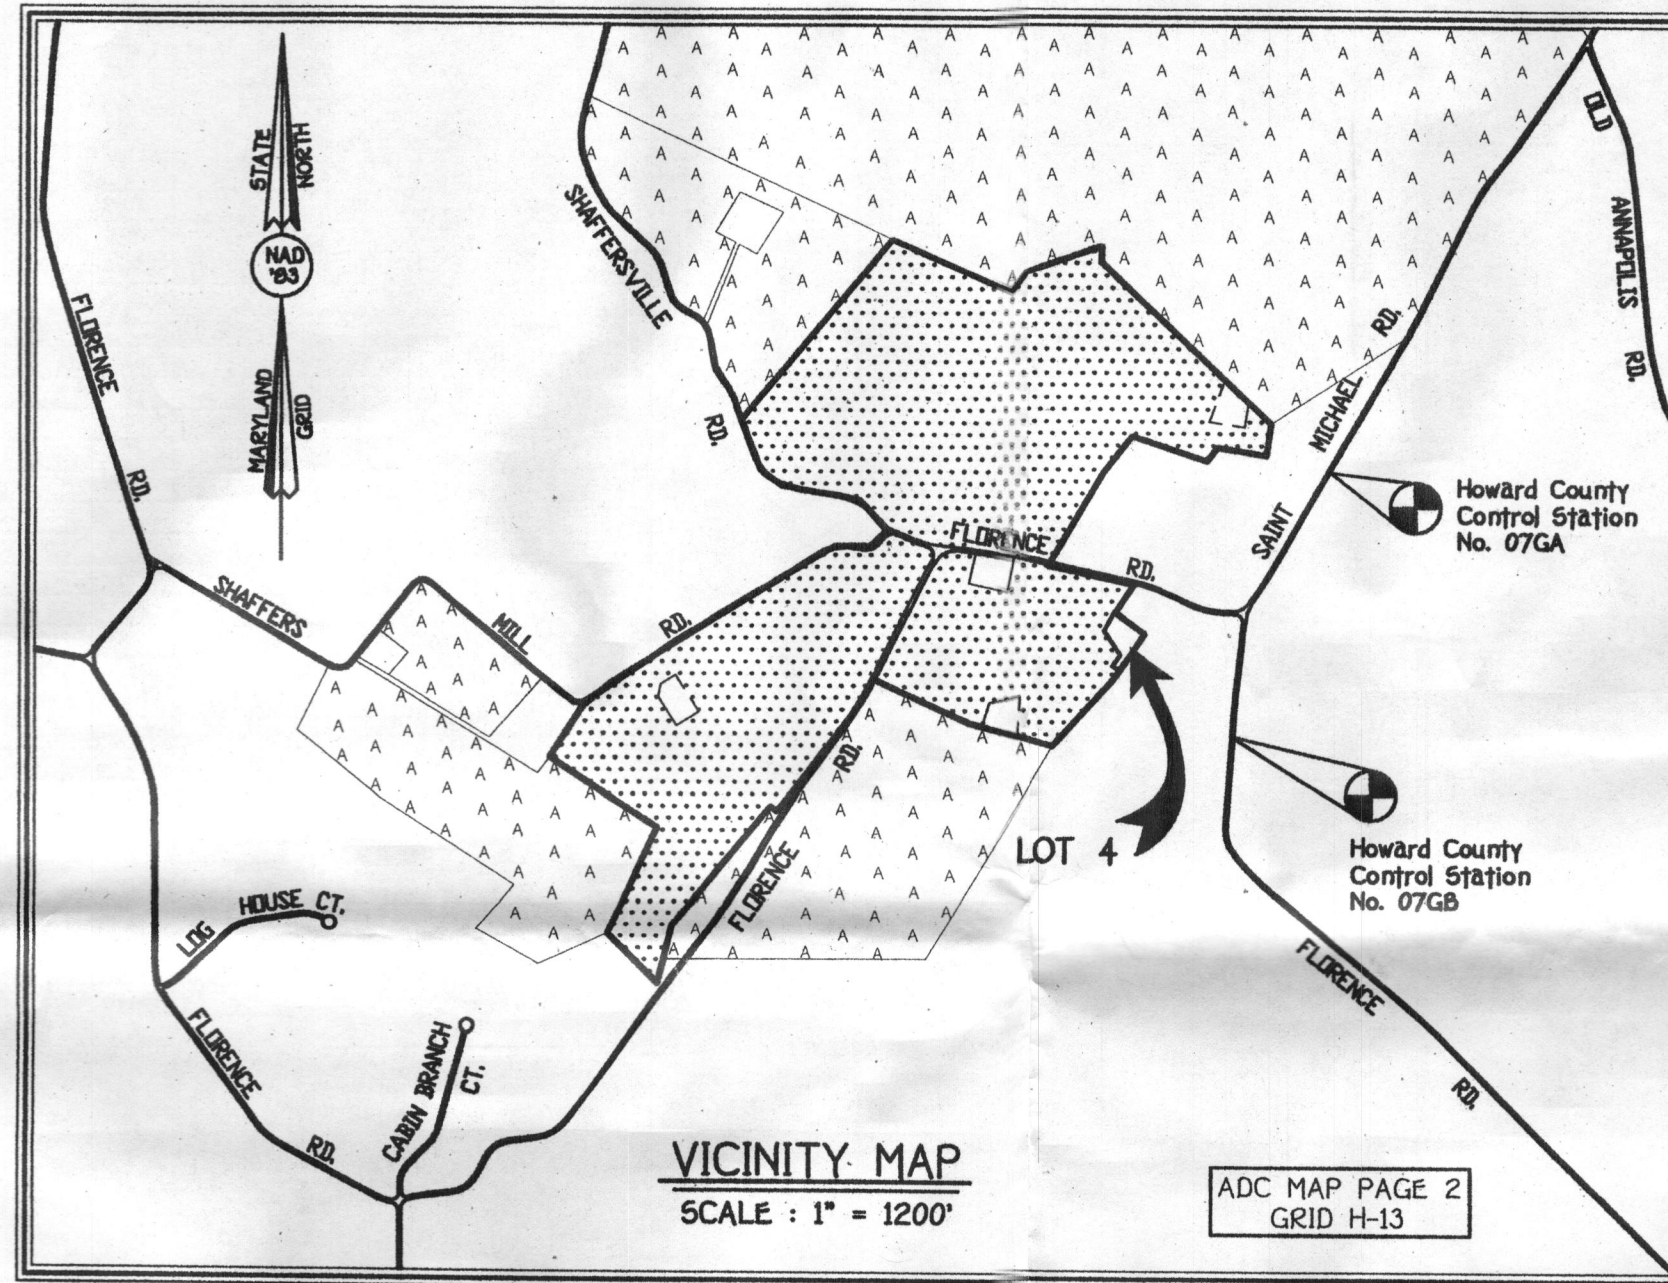 STATE
NORTH
NAD
'83
MARYLAND
GRID
FLORENCE
RD.
SHAFFERSVILLE
RD.
OLD
ANNAPOLIS
RD.
SAINT
MICHAEL
RD.
Howard County
Control Station
No. 07GA
FLORENCE
RD.
SHAFFERS
MILL
RD.
FLORENCE
RD.
LOT 4
Howard County
Control Station
No. 07GB
LOG
HOUSE CT.
FLORENCE
RD.
CABIN BRANCH
CT.
FLORENCE
RD.
VICINITY MAP
SCALE : 1" = 1200'
ADC MAP PAGE 2
GRID H-13